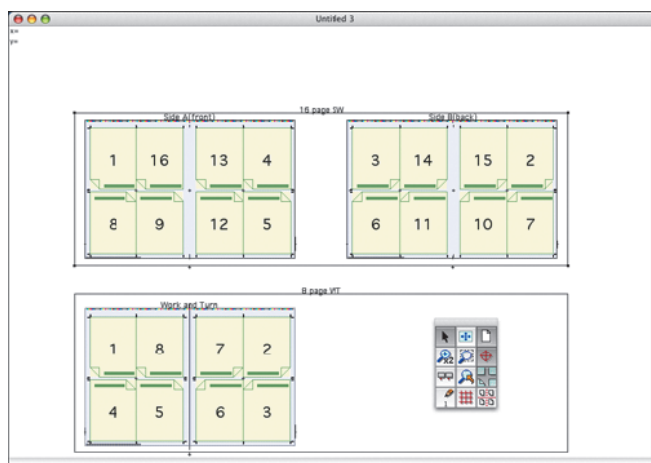 Untitled 3
x=
y=
16 page SW
Side A(front) Side B(back)
1 16 13 4 3 14 15 2
8 9 12 5 6 11 10 7
8 page WT
Work and Turn
1 8 7 2
4 5 6 3
X2
1